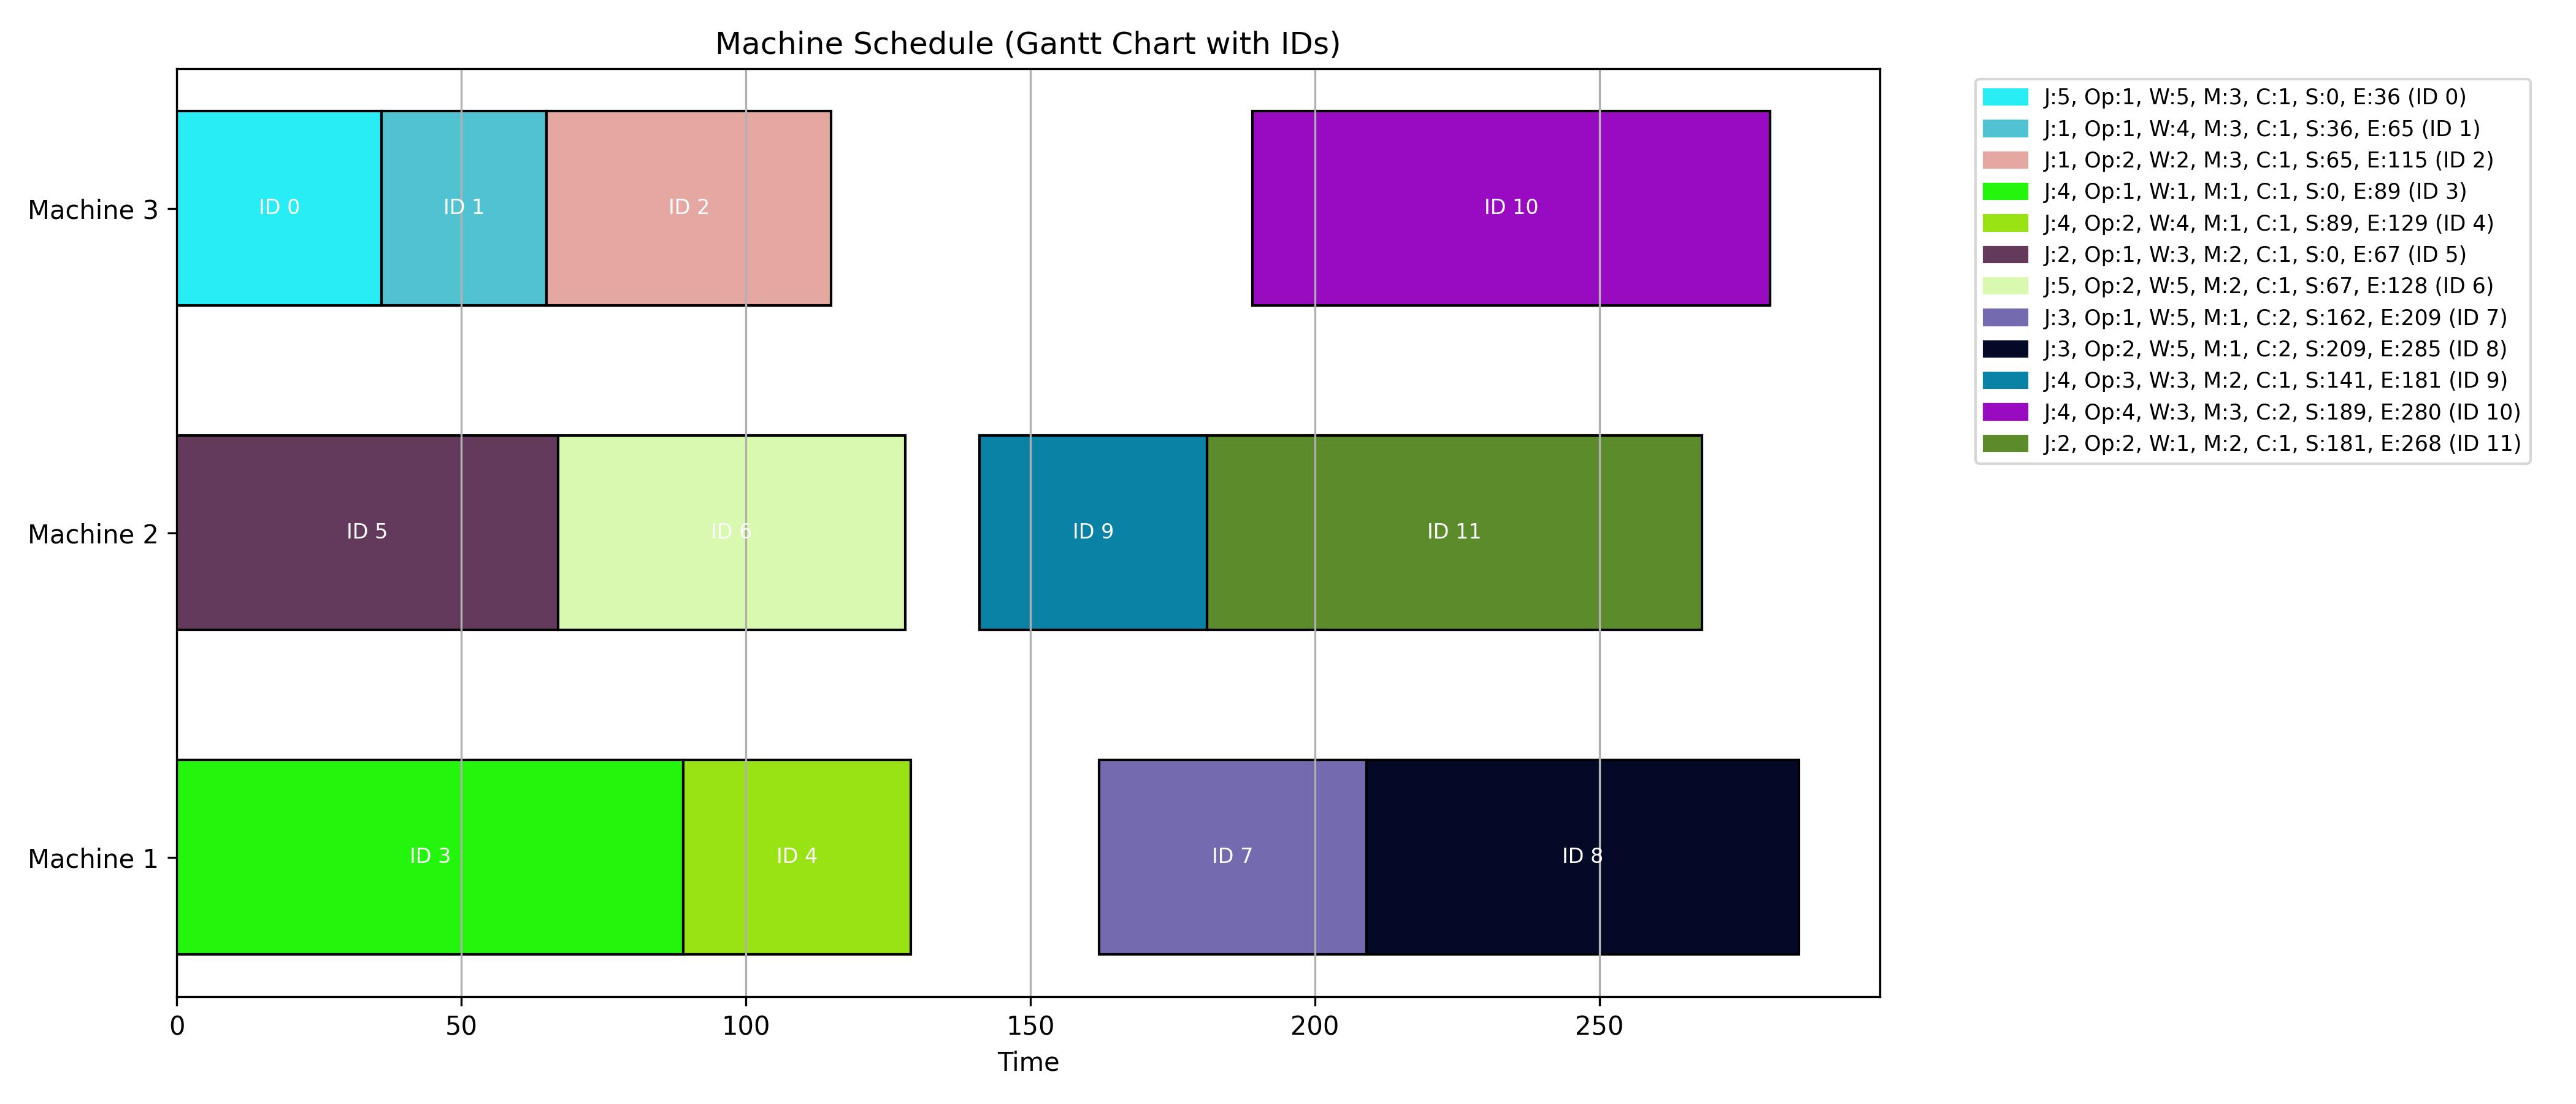 Machine Schedule (Gantt Chart with IDs)
Machine 3
ID 0
ID 1
ID 2
ID 10
Machine 2
ID 5
ID 6
ID 9
ID 11
Machine 1
ID 3
ID 4
ID 7
ID 8
0 50 100 150 200 250
Time
J:5, Op:1, W:5, M:3, C:1, S:0, E:36 (ID 0)
J:1, Op:1, W:4, M:3, C:1, S:36, E:65 (ID 1)
J:1, Op:2, W:2, M:3, C:1, S:65, E:115 (ID 2)
J:4, Op:1, W:1, M:1, C:1, S:0, E:89 (ID 3)
J:4, Op:2, W:4, M:1, C:1, S:89, E:129 (ID 4)
J:2, Op:1, W:3, M:2, C:1, S:0, E:67 (ID 5)
J:5, Op:2, W:5, M:2, C:1, S:67, E:128 (ID 6)
J:3, Op:1, W:5, M:1, C:2, S:162, E:209 (ID 7)
J:3, Op:2, W:5, M:1, C:2, S:209, E:285 (ID 8)
J:4, Op:3, W:3, M:2, C:1, S:141, E:181 (ID 9)
J:4, Op:4, W:3, M:3, C:2, S:189, E:280 (ID 10)
J:2, Op:2, W:1, M:2, C:1, S:181, E:268 (ID 11)